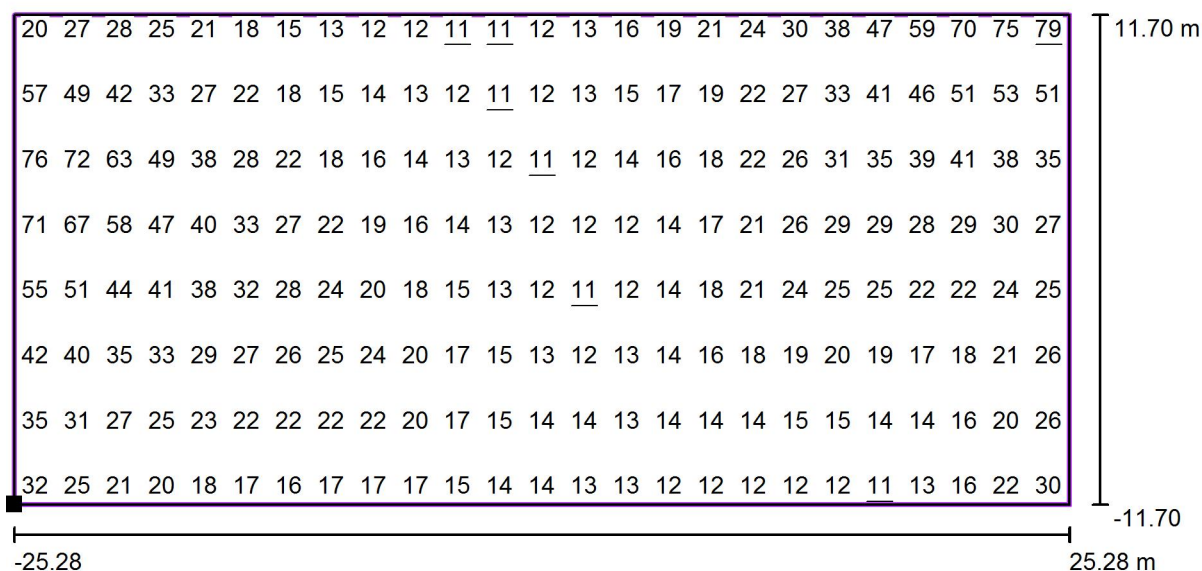 20 27 28 25 21 18 15 13 12 12 11 11 12 13 16 19 21 24 30 38 47 59 70 75 79 11.70 m
57 49 42 33 27 22 18 15 14 13 12 11 12 13 15 17 19 22 27 33 41 46 51 53 51
76 72 63 49 38 28 22 18 16 14 13 12 11 12 14 16 18 22 26 31 35 39 41 38 35
71 67 58 47 40 33 27 22 19 16 14 13 12 12 12 14 17 21 26 29 29 28 29 30 27
55 51 44 41 38 32 28 24 20 18 15 13 12 11 12 14 18 21 24 25 25 22 22 24 25
42 40 35 33 29 27 26 25 24 20 17 15 13 12 13 14 16 18 19 20 19 17 18 21 26
35 31 27 25 23 22 22 22 22 20 17 15 14 14 13 14 14 14 15 15 14 14 16 20 26
32 25 21 20 18 17 16 17 17 17 15 14 14 13 13 12 12 12 12 12 11 13 16 22 30
-11.70
-25.28 25.28 m